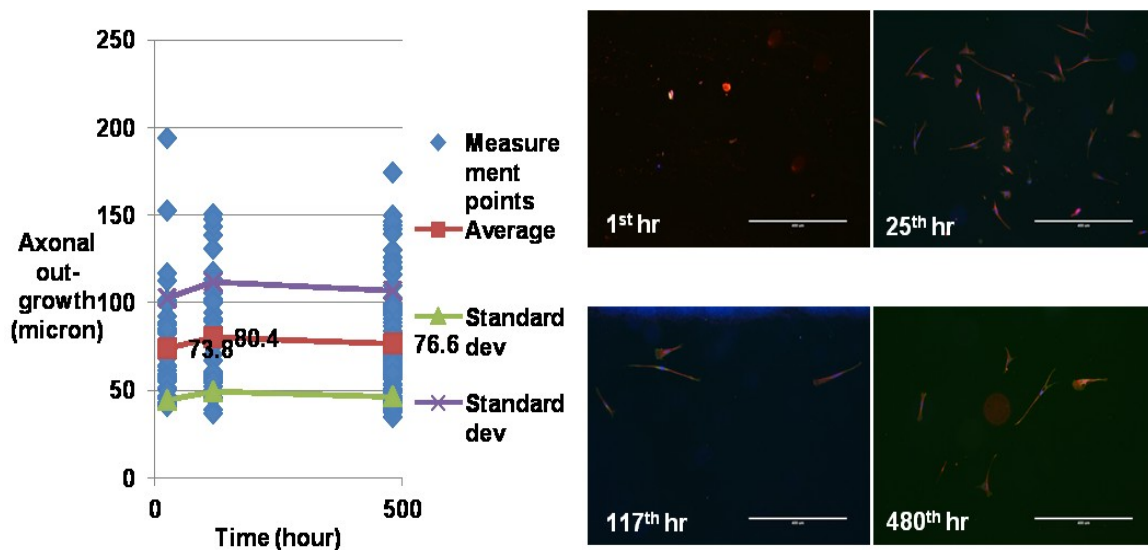 250
200
150
100
50
0
Axonal
out-
growth
(micron)
73.8
80.4
76.6
0
500
Time (hour)
Measure
ment
points
Average
Standard
dev
Standard
dev
1st hr
25th hr
117th hr
480th hr